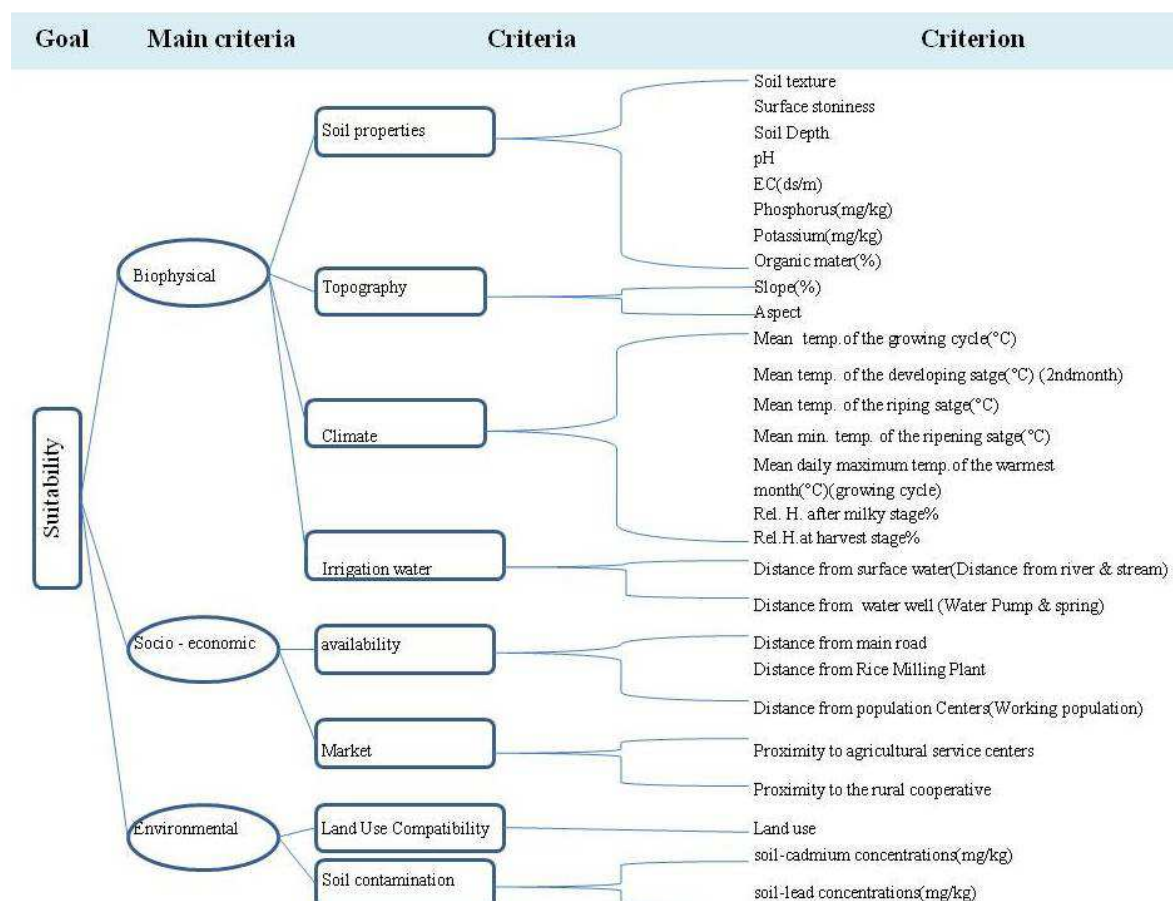 Goal Main criteria Criteria Criterion
Soil texture
Surface stoniness
Soil properties
Soil Depth
pH
EC(ds/m)
Phosphorus(mg/kg)
Potassium(mg/kg)
Organic mater(%)
Biophysical
Topography
Slope(%)
Aspect
Mean temp.of the growing cycle(°C)
Mean temp. of the developing satge(°C) (2ndmonth)
Mean temp. of the riping satge(°C)
Climate
Mean min. temp. of the ripening satge(°C)
Mean daily maximum temp.of the warmest
month(°C)(growing cycle)
Rel. H. after milky stage%
Rel.H.at harvest stage%
Suitability
Irrigation water
Distance from surface water(Distance from river & stream)
Distance from water well (Water Pump & spring)
Socio - economic
availability
Distance from main road
Distance from Rice Milling Plant
Distance from population Centers(Working population)
Market
Proximity to agricultural service centers
Proximity to the rural cooperative
Environmental
Land Use Compatibility
Land use
soil-cadmium concentrations(mg/kg)
Soil contamination
soil-lead concentrations(mg/kg)